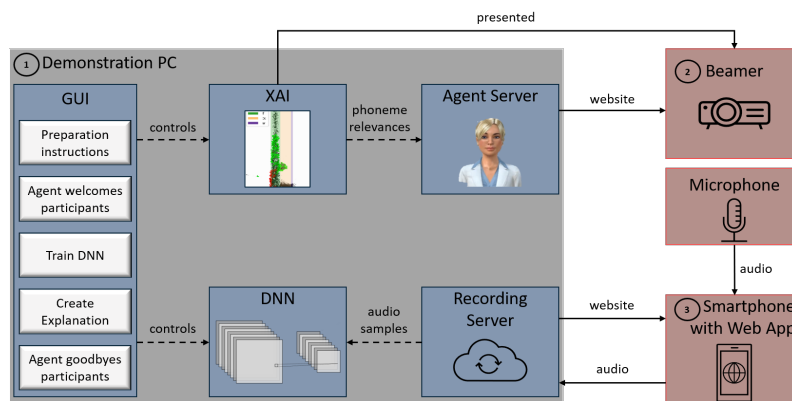 presented
1 Demonstration PC
GUI
Preparation
instructions
Agent welcomes
participants
Train DNN
Create
Explanation
Agent goodbyes
participants
controls
XAI
phoneme
relevances
Agent Server
website
2 Beamer
Microphone
audio
controls
DNN
audio
samples
Recording
Server
website
audio
3 Smartphone
with Web App